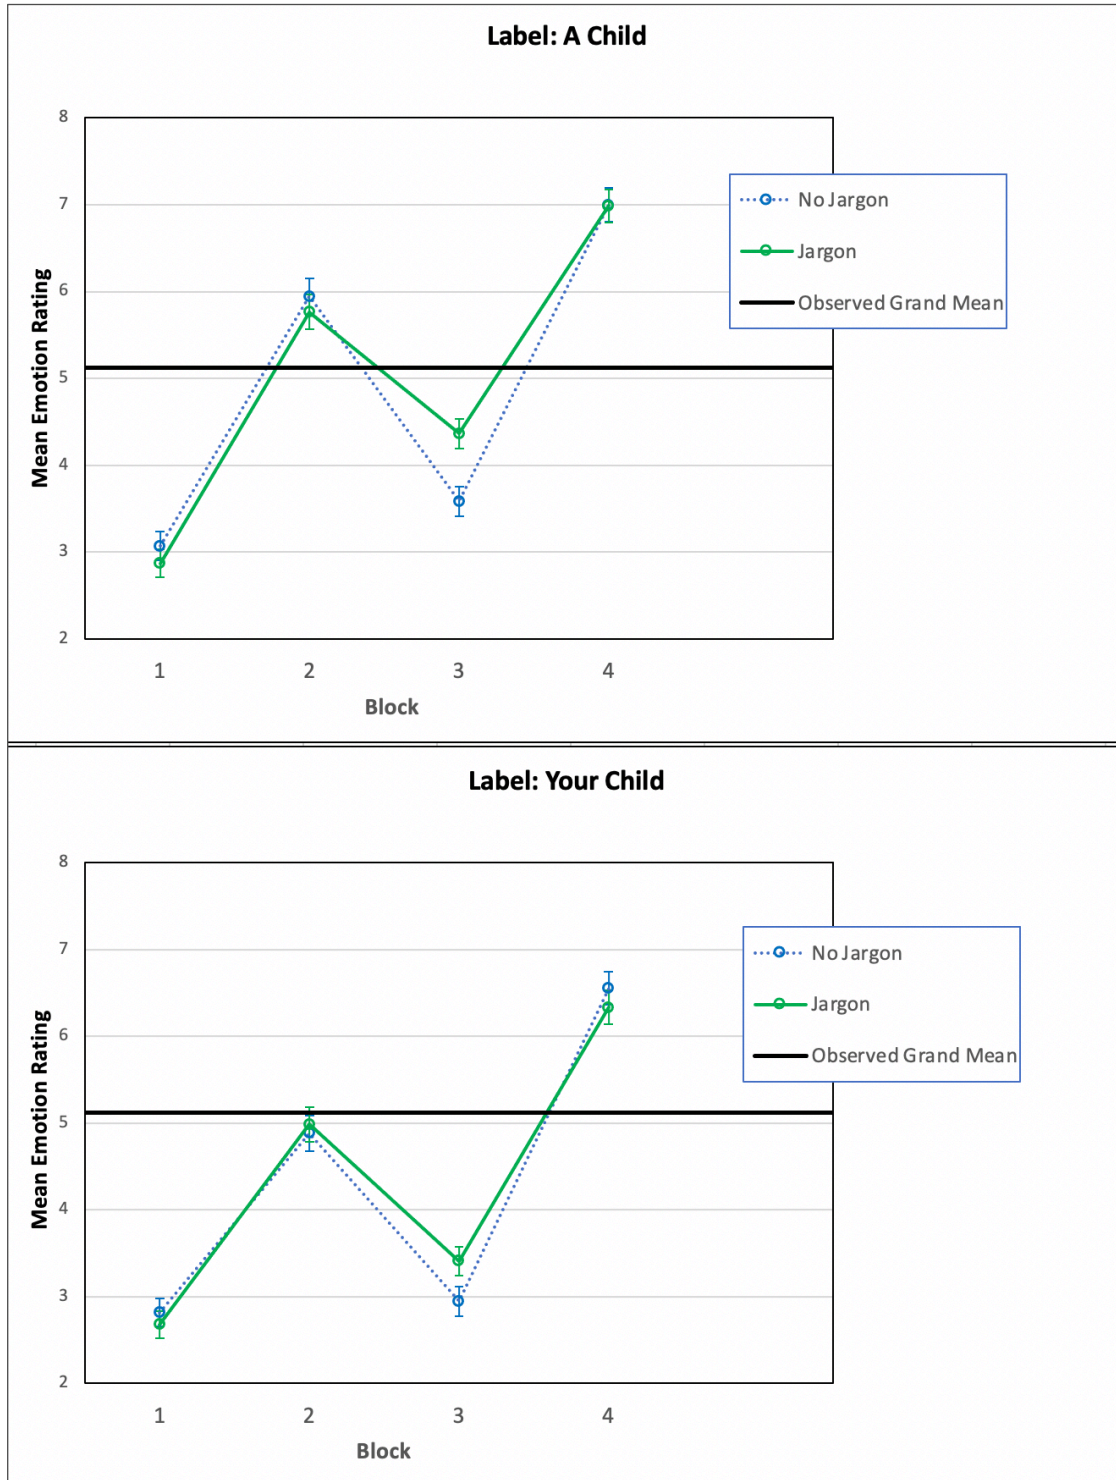 Label: A Child
8
7
6
5
4
3
2
Mean Emotion Rating
1 2 3 4
Block
No Jargon
Jargon
Observed Grand Mean
Label: Your Child
8
7
6
5
4
3
2
Mean Emotion Rating
1 2 3 4
Block
No Jargon
Jargon
Observed Grand Mean